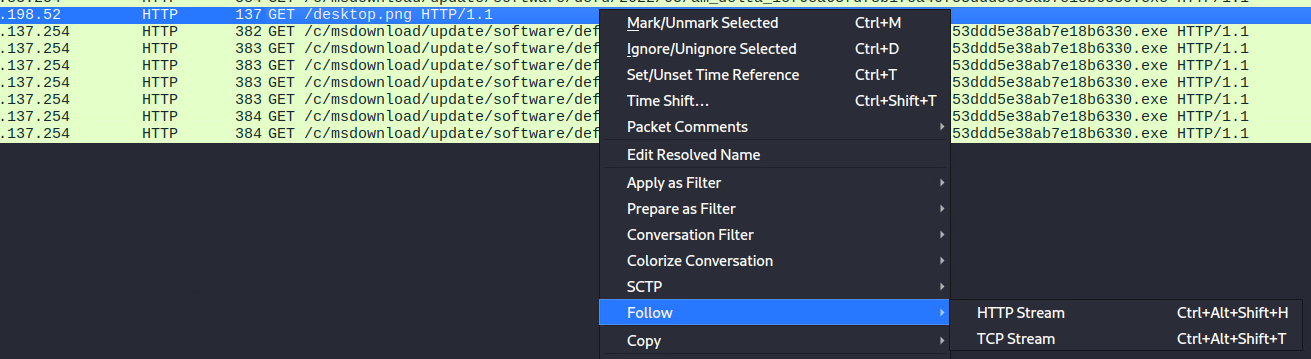 .198.52 HTTP 137 GET /desktop.png HTTP/1.1
.137.254 HTTP 382 GET /c/msdownload/update/software/def 53ddd5e38ab7e18b6330.exe HTTP/1.1
.137.254 HTTP 383 GET /c/msdownload/update/software/def 53ddd5e38ab7e18b6330.exe HTTP/1.1
.137.254 HTTP 383 GET /c/msdownload/update/software/def 53ddd5e38ab7e18b6330.exe HTTP/1.1
.137.254 HTTP 383 GET /c/msdownload/update/software/def 53ddd5e38ab7e18b6330.exe HTTP/1.1
.137.254 HTTP 383 GET /c/msdownload/update/software/def 53ddd5e38ab7e18b6330.exe HTTP/1.1
.137.254 HTTP 384 GET /c/msdownload/update/software/def 53ddd5e38ab7e18b6330.exe HTTP/1.1
.137.254 HTTP 384 GET /c/msdownload/update/software/def 53ddd5e38ab7e18b6330.exe HTTP/1.1
Mark/Unmark Selected Ctrl+M
Ignore/Unignore Selected Ctrl+D
Set/Unset Time Reference Ctrl+T
Time Shift... Ctrl+Shift+T
Packet Comments
Edit Resolved Name
Apply as Filter
Prepare as Filter
Conversation Filter
Colorize Conversation
SCTP
Follow
HTTP Stream Ctrl+Alt+Shift+H
TCP Stream Ctrl+Alt+Shift+T
Copy